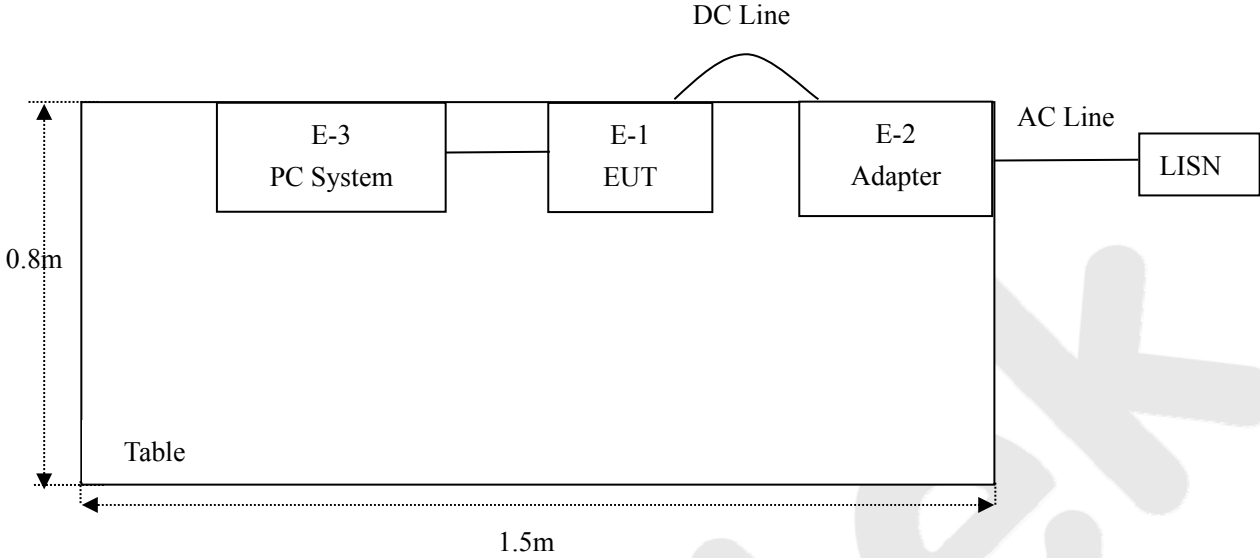 DC Line
E-3
PC System
E-1
EUT
E-2
Adapter
AC Line
LISN
0.8m
Table
1.5m